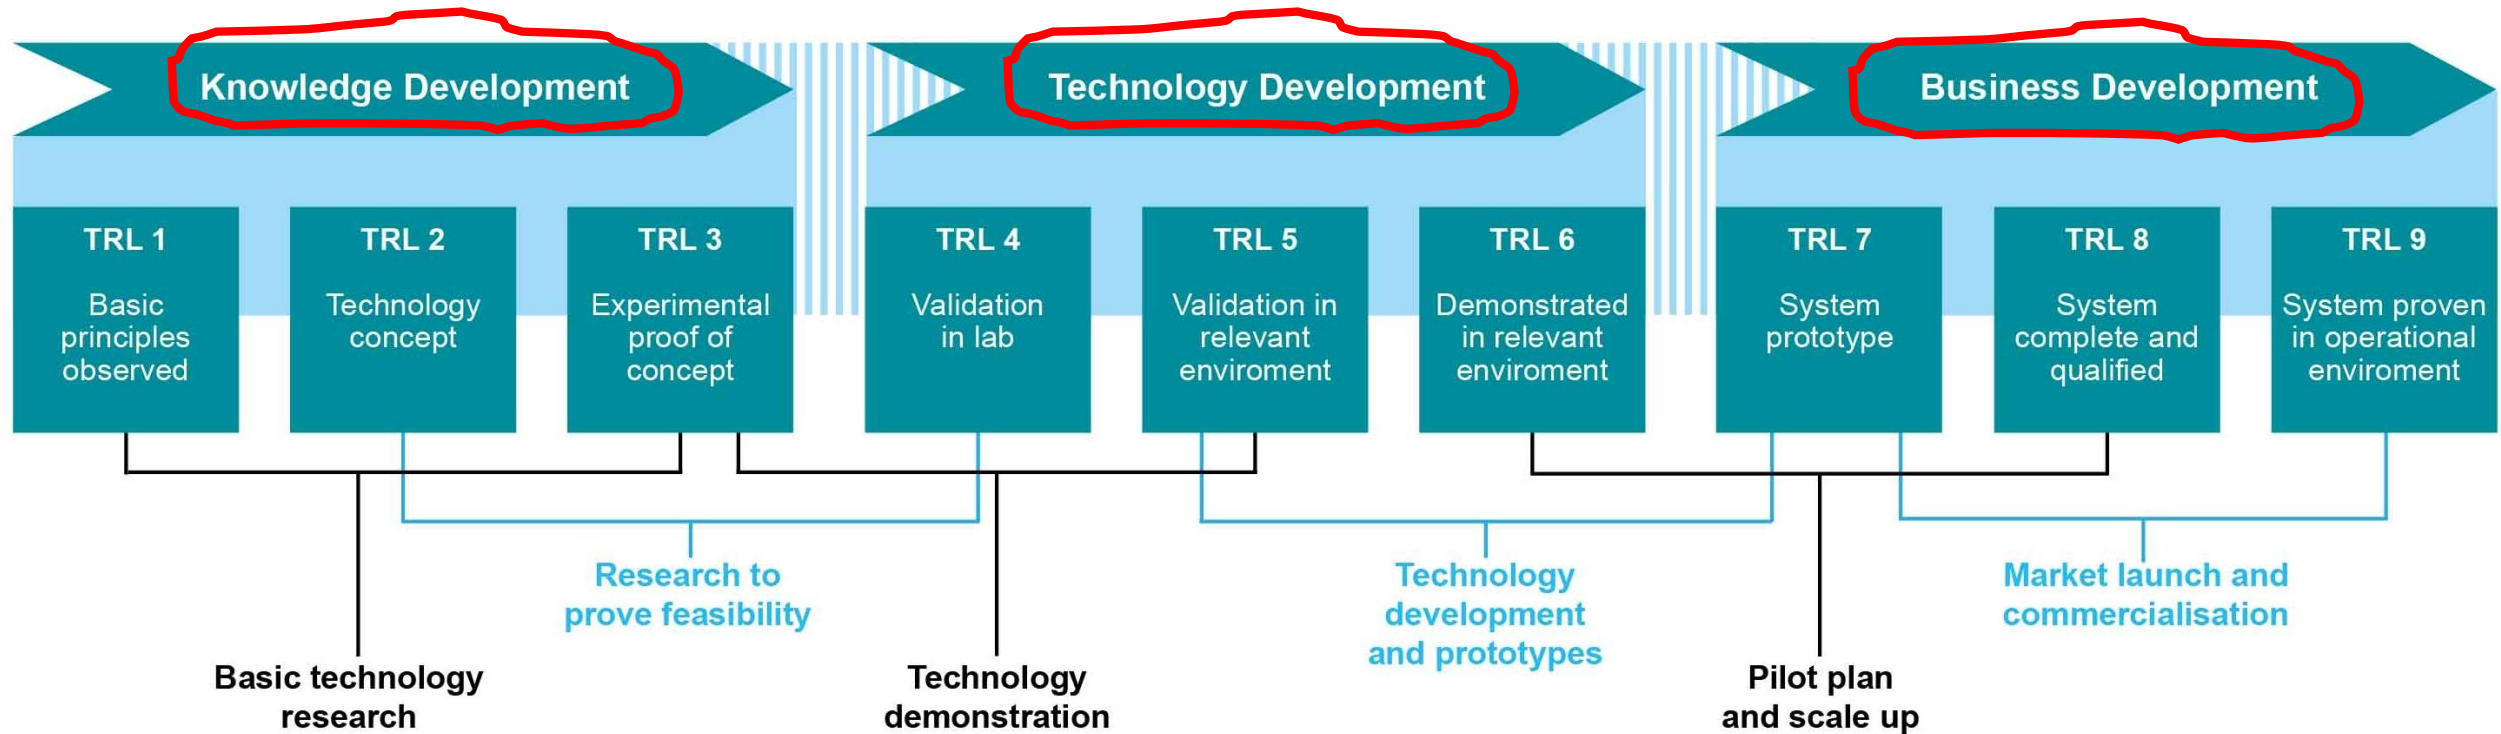 Knowledge Development
Technology Development
Business Development
TRL 1
Basic
principles
observed
TRL 2
Technology
concept
TRL 3
Experimental
proof of
concept
TRL 4
Validation
in lab
TRL 5
Validation in
relevant
enviroment
TRL 6
Demonstrated
in relevant
enviroment
TRL 7
System
prototype
TRL 8
System
complete and
qualified
TRL 9
System proven
in operational
enviroment
Research to
prove feasibility
Technology
development
and prototypes
Market launch and
commercialisation
Basic technology
research
Technology
demonstration
Pilot plan
and scale up